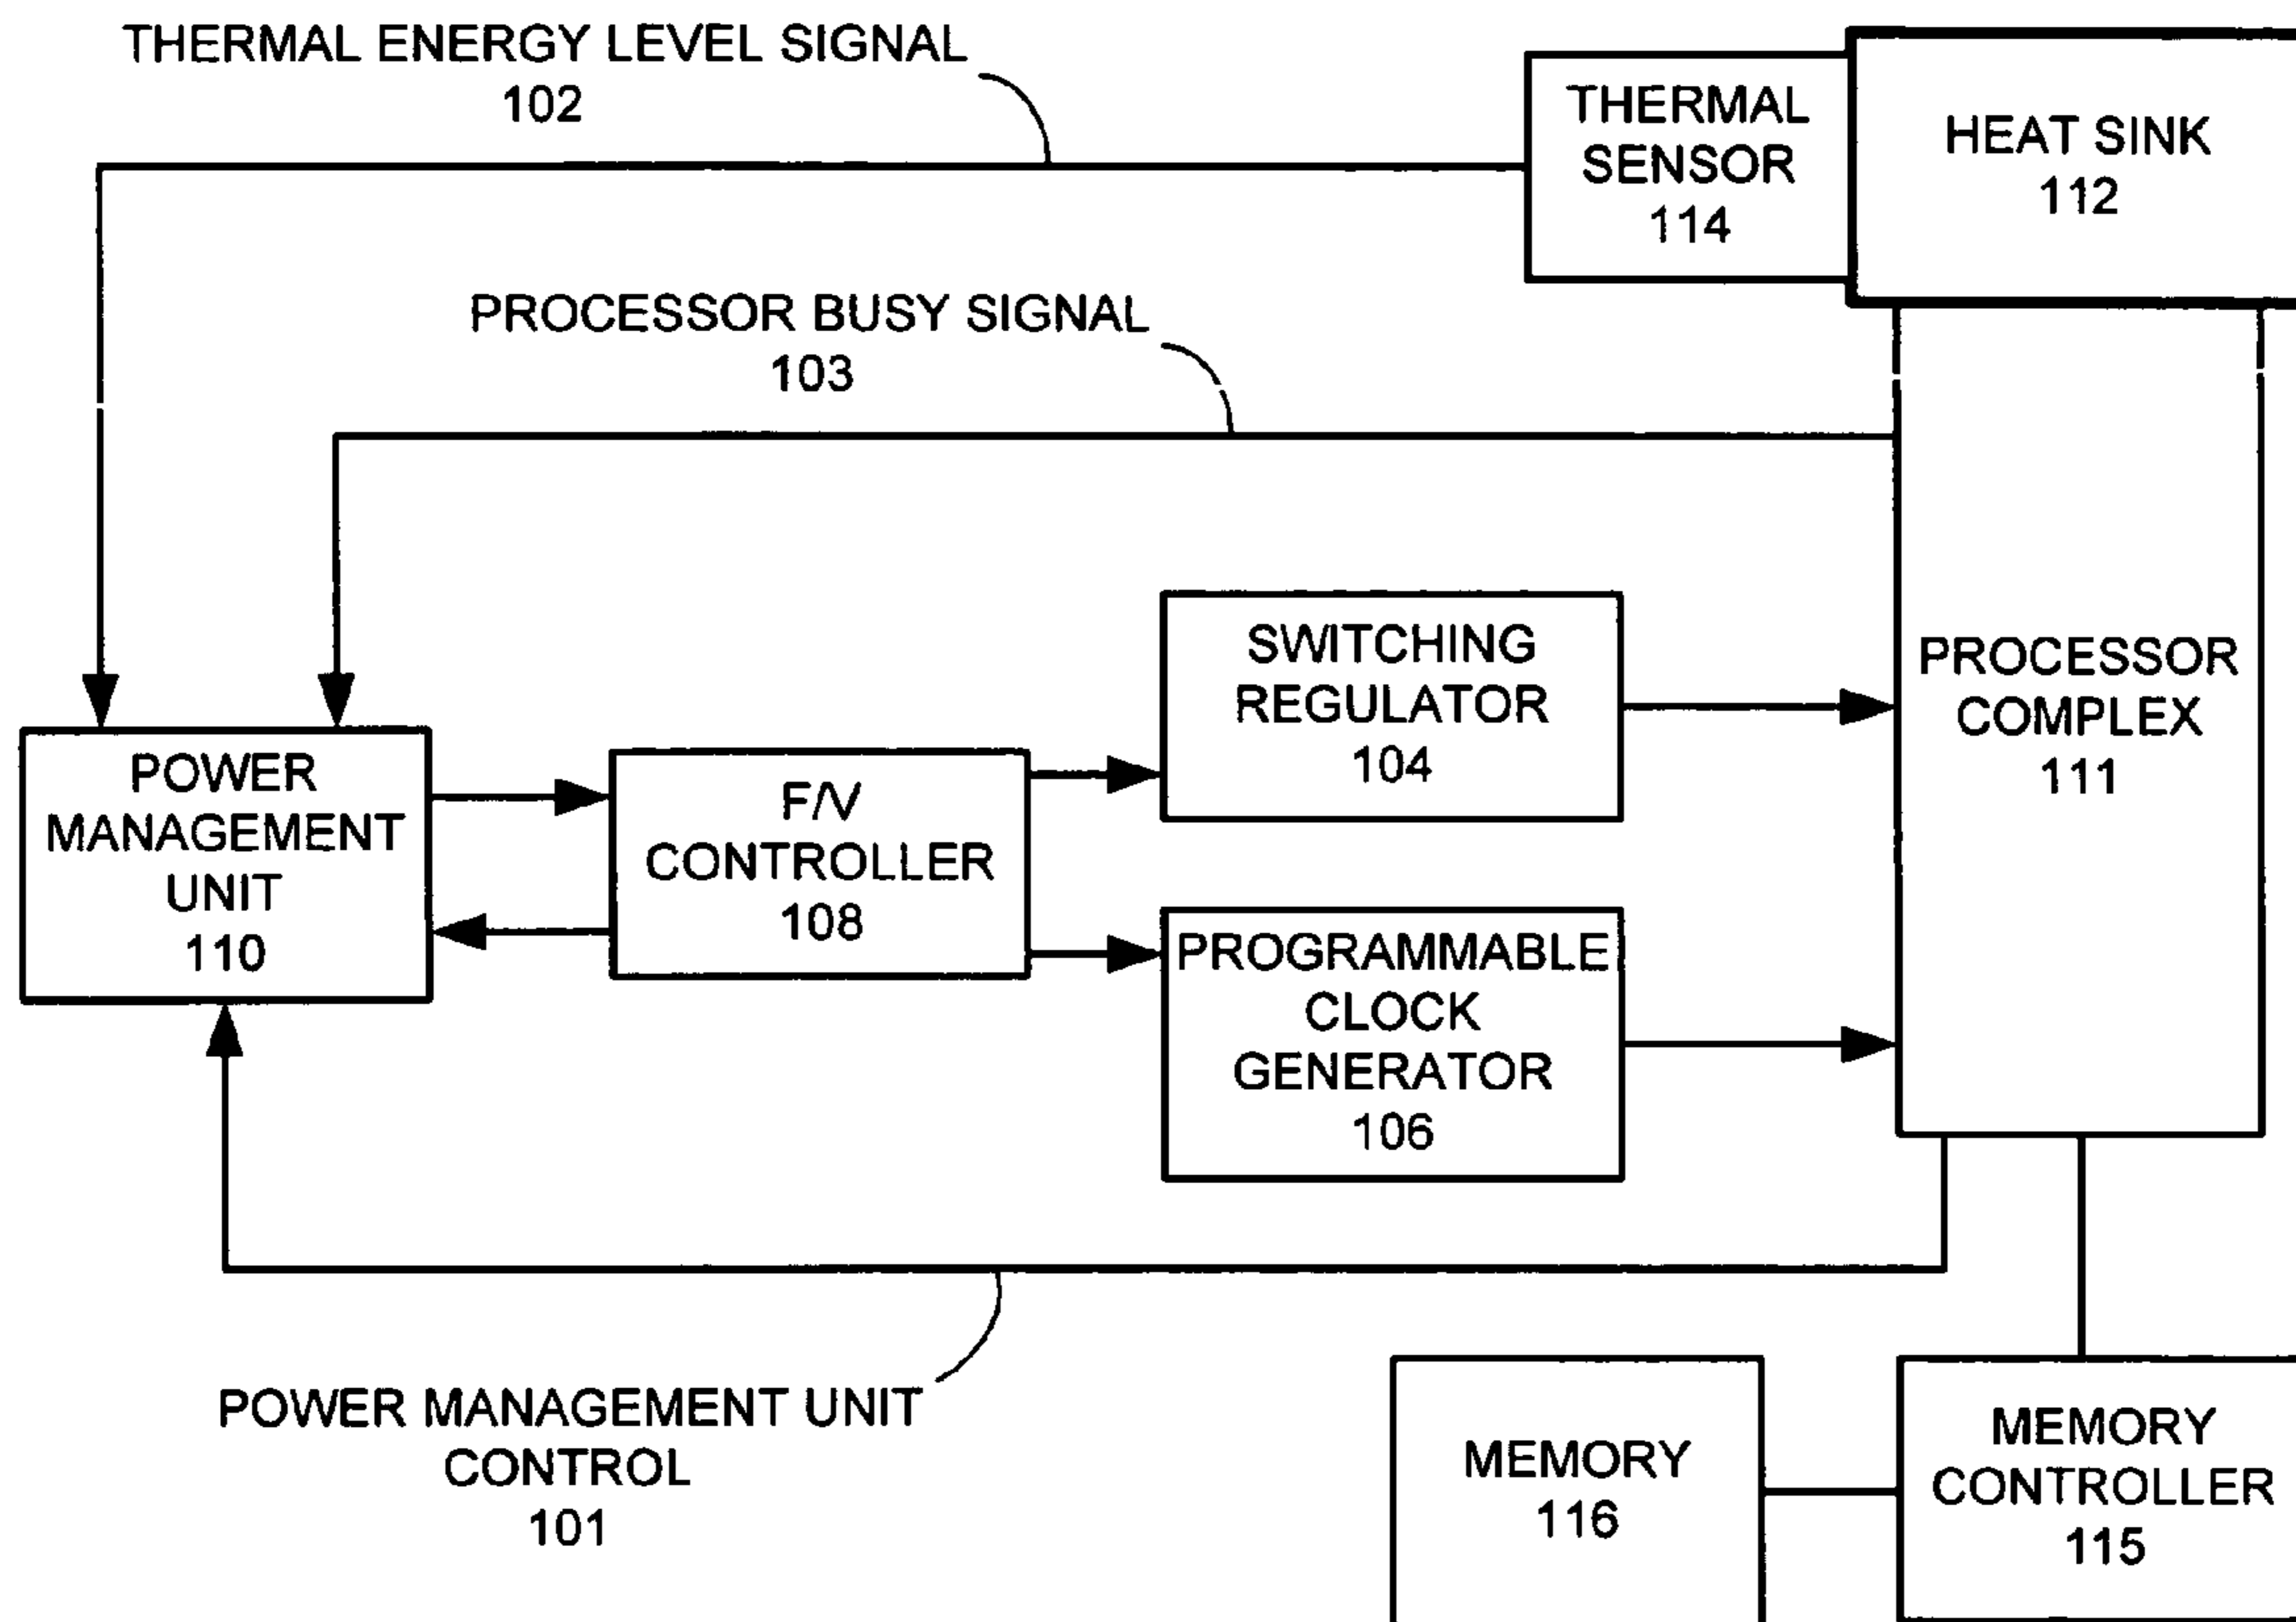 THERMAL ENERGY LEVEL SIGNAL
102
THERMAL
SENSOR
114
HEAT SINK
112
PROCESSOR BUSY SIGNAL
103
SWITCHING
REGULATOR
104
PROCESSOR
COMPLEX
111
POWER
MANAGEMENT
UNIT
110
F/V
CONTROLLER
108
PROGRAMMABLE
CLOCK
GENERATOR
106
POWER MANAGEMENT UNIT
CONTROL
101
MEMORY
116
MEMORY
CONTROLLER
115